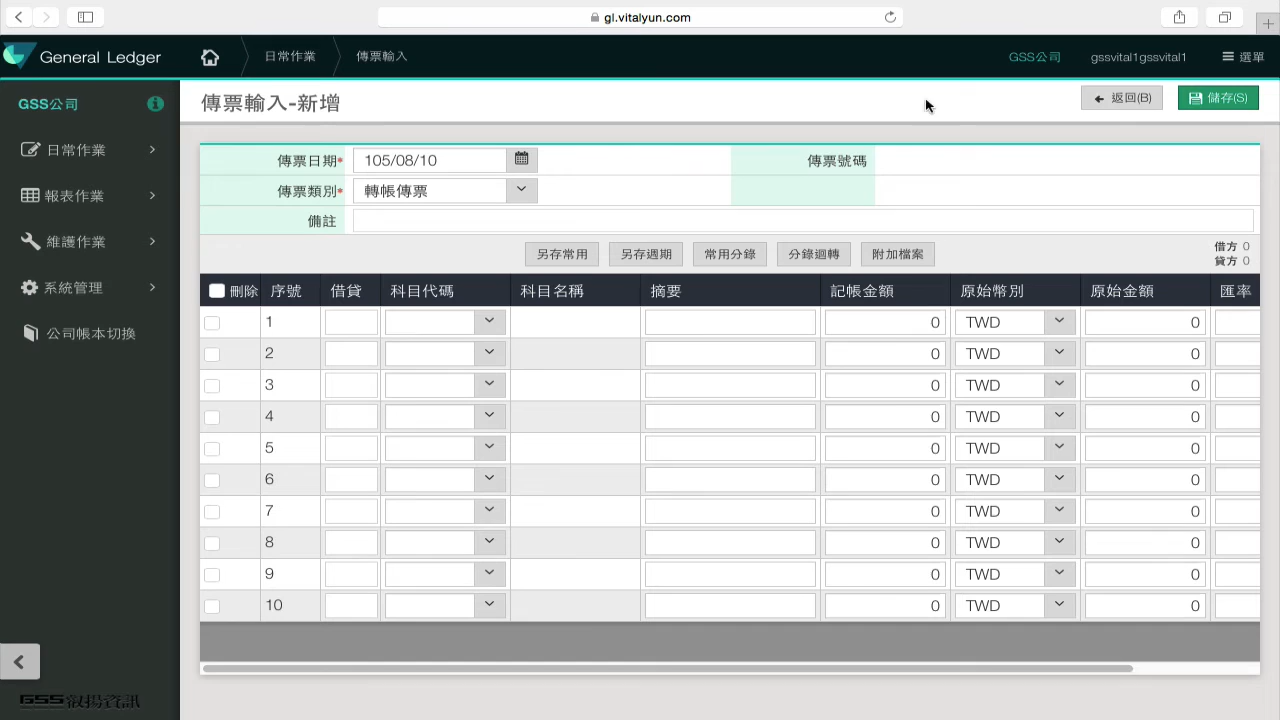 gl.vitalyun.com
General Ledger 日常作業 傳票輸入 GSS公司 gssvital1gssvital1 選單
GSS公司
日常作業
報表作業
維護作業
系統管理
公司帳本切換
GSS叡揚資訊
傳票輸入-新增 返回(B) 儲存(S)
傳票日期* 105/08/10 傳票號碼
傳票類別* 轉帳傳票
備註
另存常用 另存週期 常用分錄 分錄迴轉 附加檔案 借方 0
貸方 0
刪除 序號 借貸 科目代碼 科目名稱 摘要 記帳金額 原始幣別 原始金額 匯率
1 0 TWD 0
2 0 TWD 0
3 0 TWD 0
4 0 TWD 0
5 0 TWD 0
6 0 TWD 0
7 0 TWD 0
8 0 TWD 0
9 0 TWD 0
10 0 TWD 0